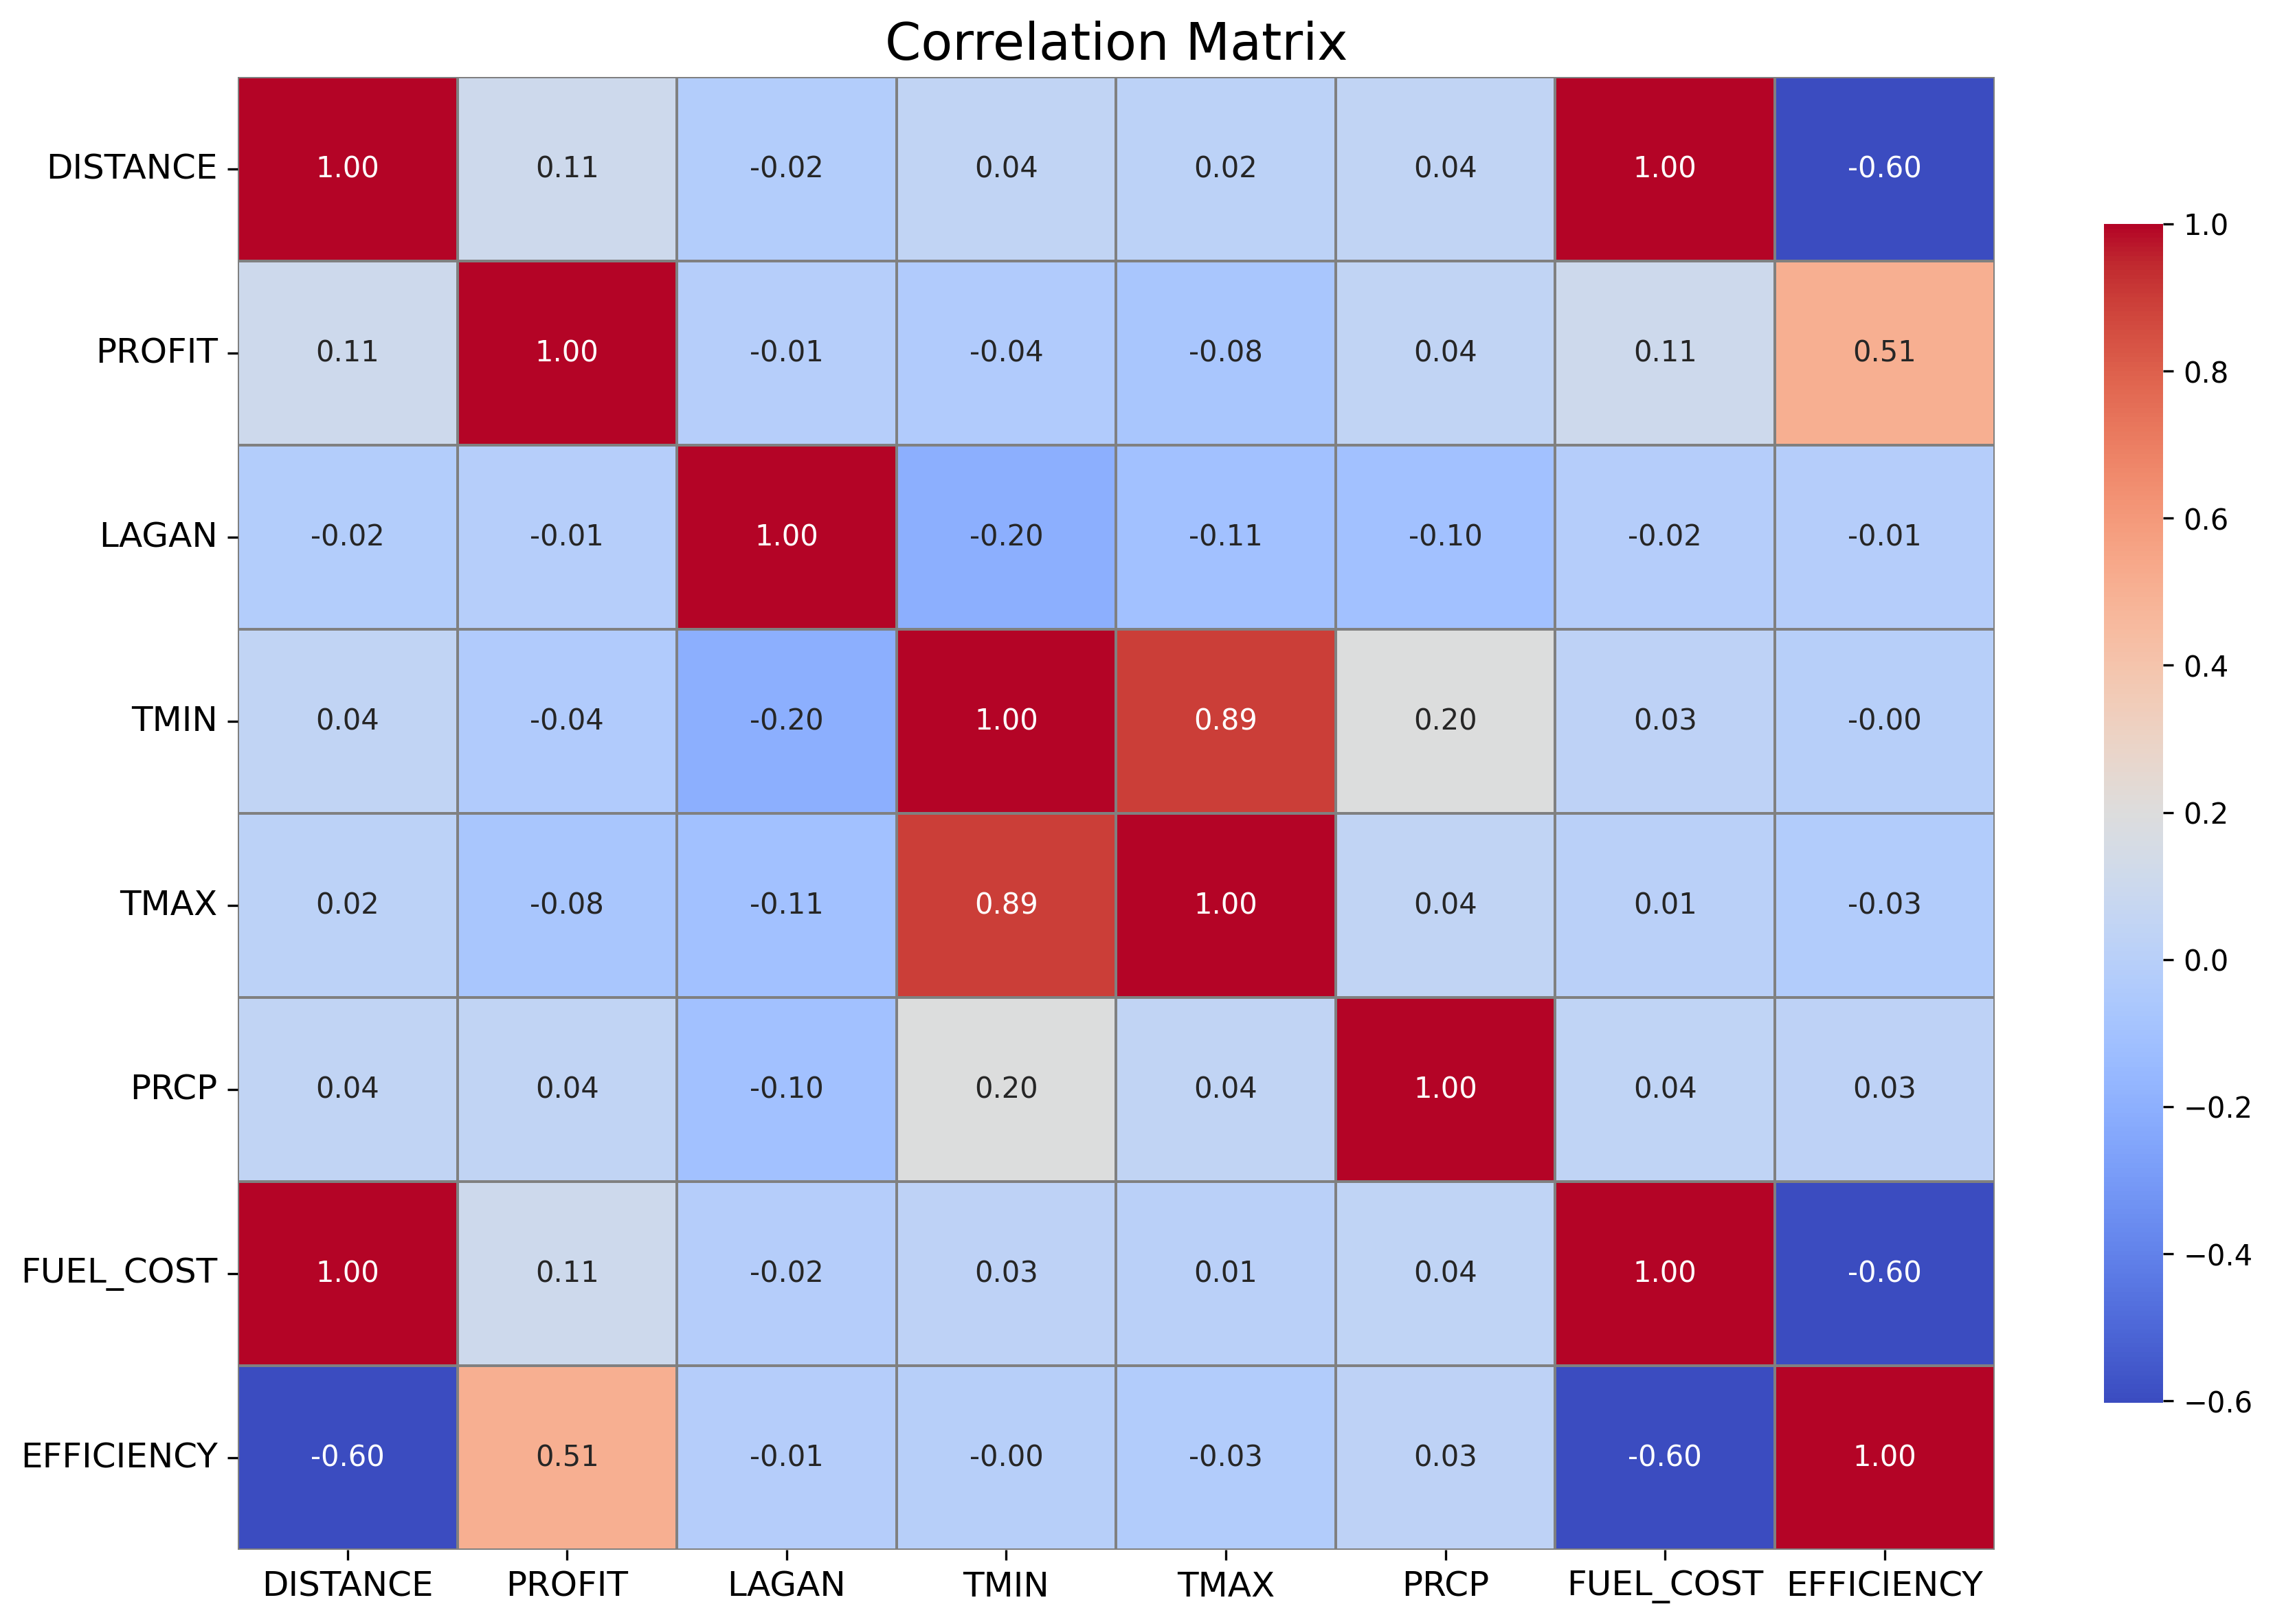 Correlation Matrix
DISTANCE 1.00 0.11 -0.02 0.04 0.02 0.04 1.00 -0.60
PROFIT 0.11 1.00 -0.01 -0.04 -0.08 0.04 0.11 0.51
LAGAN -0.02 -0.01 1.00 -0.20 -0.11 -0.10 -0.02 -0.01
TMIN 0.04 -0.04 -0.20 1.00 0.89 0.20 0.03 -0.00
TMAX 0.02 -0.08 -0.11 0.89 1.00 0.04 0.01 -0.03
PRCP 0.04 0.04 -0.10 0.20 0.04 1.00 0.04 0.03
FUEL_COST 1.00 0.11 -0.02 0.03 0.01 0.04 1.00 -0.60
EFFICIENCY -0.60 0.51 -0.01 -0.00 -0.03 0.03 -0.60 1.00
DISTANCE PROFIT LAGAN TMIN TMAX PRCP FUEL_COST EFFICIENCY
1.0
0.8
0.6
0.4
0.2
0.0
−0.2
−0.4
−0.6